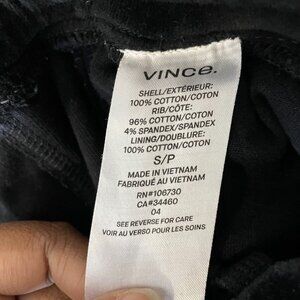 VINCE.
SHELL/EXTÉRIEUR:
100% COTTON/COTON
RIB/CÔTE:
96% COTTON/COTON
4% SPANDEX/SPANDEX
LINING/DOUBLURE:
100% COTTON/COTON
S/P
MADE IN VIETNAM
FABRIQUÉ AU VIETNAM
RN#106730
CA#34460
04
SEE REVERSE FOR CARE
VOIR AU VERSO POUR LES SOINS